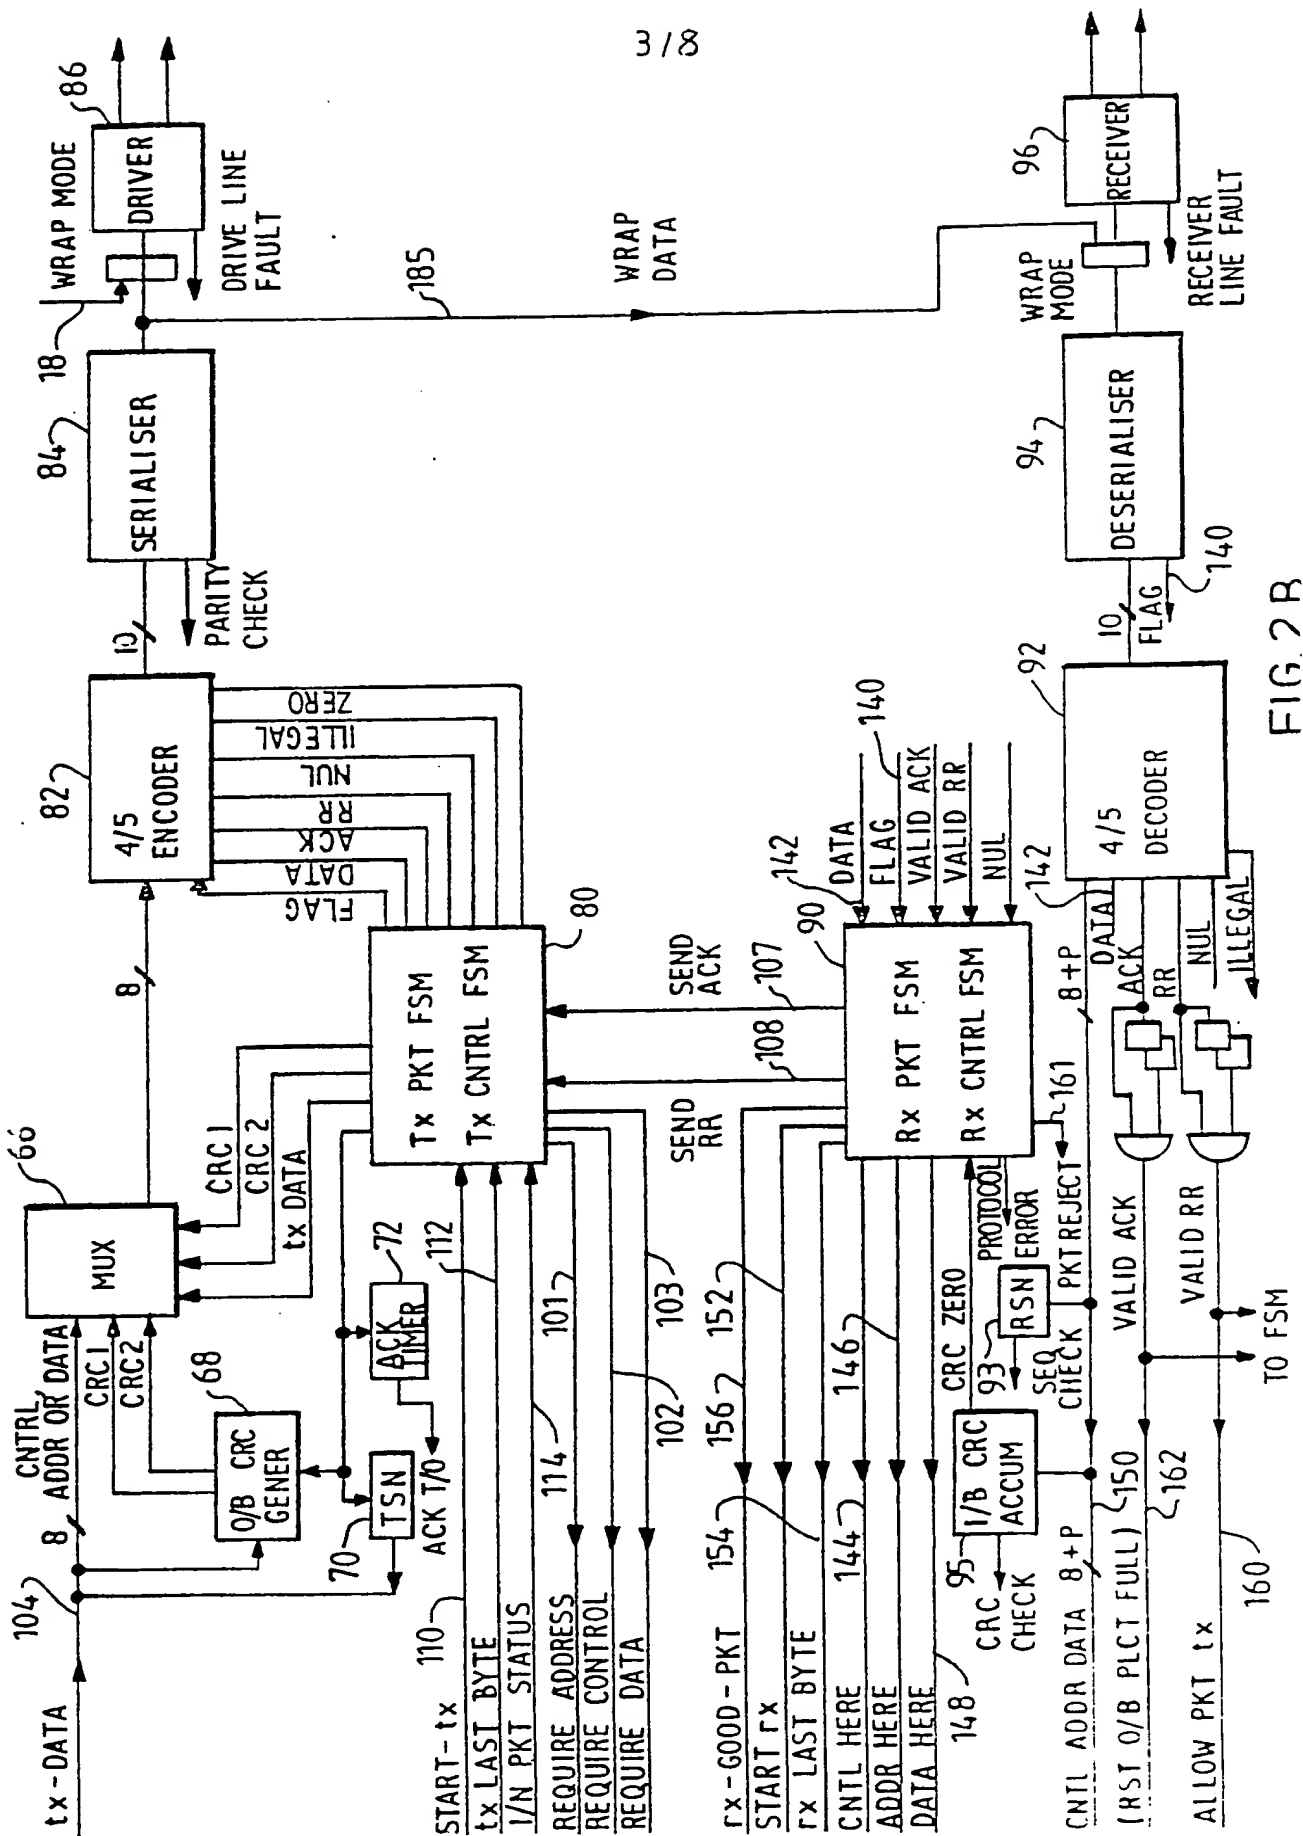 3/8
tx-DATA
104
8
CNTRL,
ADDR OR DATA
CRC1
CRC2
66
MUX
68
O/B CRC
GENER
70
TSN
72
ACK
TIMER
ACK T/O
CRC1
CRC2
tx DATA
8
82
4/5
ENCODER
FLAG
DATA
ACK
RR
NUL
ILLEGAL
ZERO
10
PARITY
CHECK
84
SERIALISER
18
WRAP MODE
86
DRIVER
DRIVE LINE
FAULT
185
WRAP
DATA
START-tx
110
tx LAST BYTE
112
I/N PKT STATUS
114
REQUIRE ADDRESS
101
REQUIRE CONTROL
102
REQUIRE DATA
103
Tx PKT FSM
Tx CNTRL FSM
80
SEND
RR
108
SEND
ACK
107
rx-GOOD-PKT
156
START rx
152
rx LAST BYTE
154
CNTL HERE
144
ADDR HERE
146
DATA HERE
148
Rx PKT FSM
Rx CNTRL FSM
90
142
DATA
FLAG
140
VALID ACK
VALID RR
NUL
CRC ZERO
PROTOCOL
ERROR
161
PKT REJECT
95
I/B CRC
ACCUM
CRC
CHECK
93
RSN
SEQ
CHECK
CNTL ADDR DATA 8+P
150
(RST O/B PLCT FULL)
162
ALLOW PKT tx
160
VALID ACK
VALID RR
TO FSM
8+P
DATA
142
ACK
RR
NUL
ILLEGAL
92
4/5
DECODER
10
FLAG
140
94
DESERIALISER
WRAP
MODE
96
RECEIVER
RECEIVER
LINE FAULT
FIG. 2B